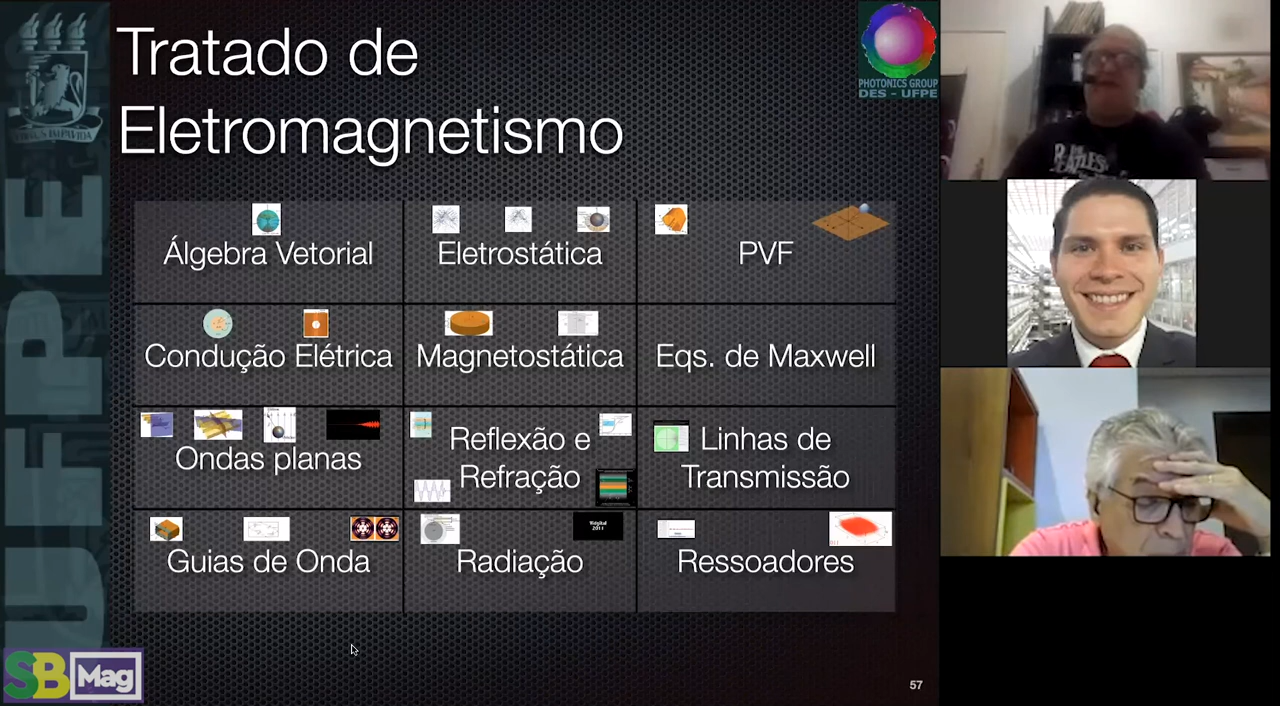 Tratado de
Eletromagnetismo
PHOTONICS GROUP
DES - UFPE
UFPE
Álgebra Vetorial
Eletrostática
PVF
Condução Elétrica
Magnetostática
Eqs. de Maxwell
Ondas planas
Reflexão e
Refração
Linhas de
Transmissão
Guias de Onda
Radiação
Ressoadores
SB Mag
57